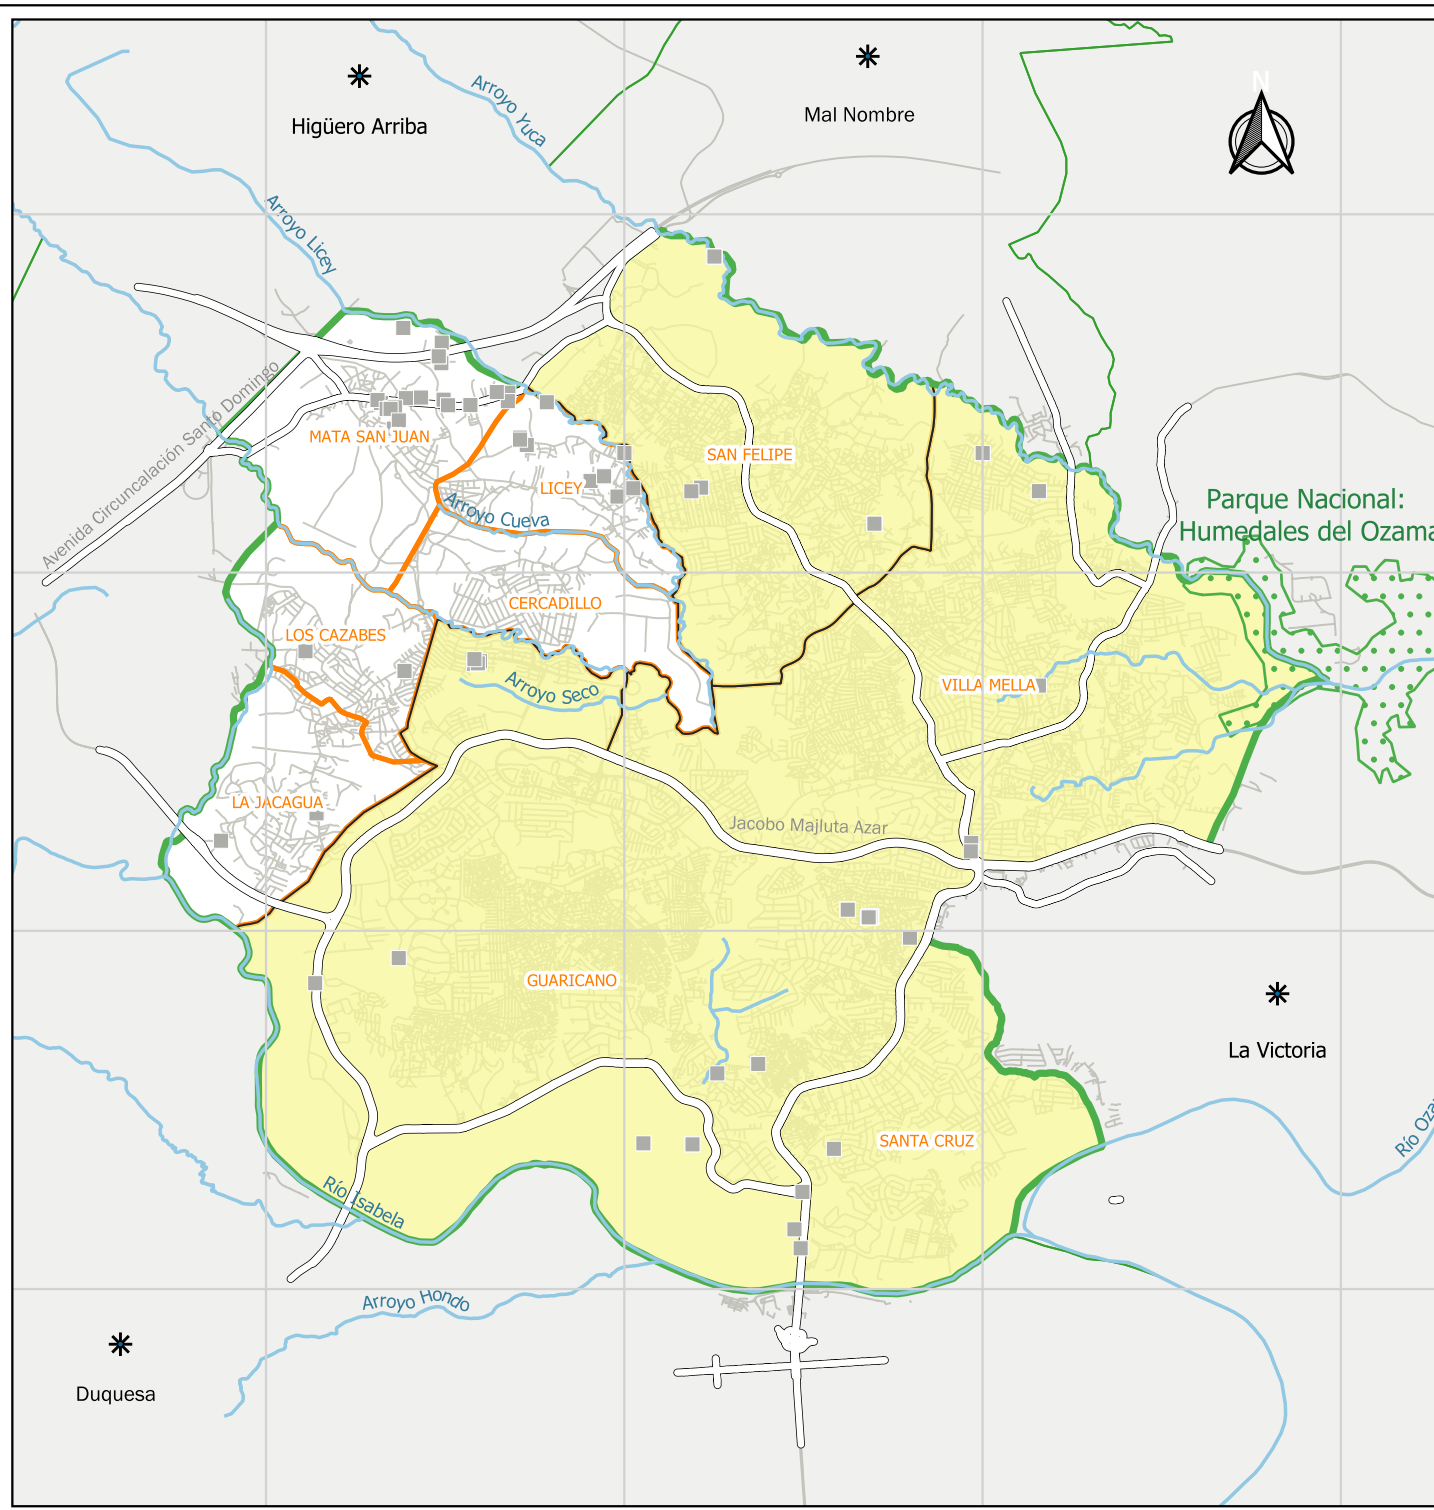 N
Higüero Arriba
Mal Nombre
Arroyo Yuca
Arroyo Licey
Avenida Circuncalación Santo Domingo
MATA SAN JUAN
SAN FELIPE
LICEY
Arroyo Cueva
Parque Nacional:
Humedales del Ozama
CERCADILLO
LOS CAZABES
Arroyo Seco
VILLA MELLA
LA JACAGUA
Jacobo Majluta Azar
GUARICANO
La Victoria
SANTA CRUZ
Río Oza
Río Isabela
Arroyo Hondo
Duquesa